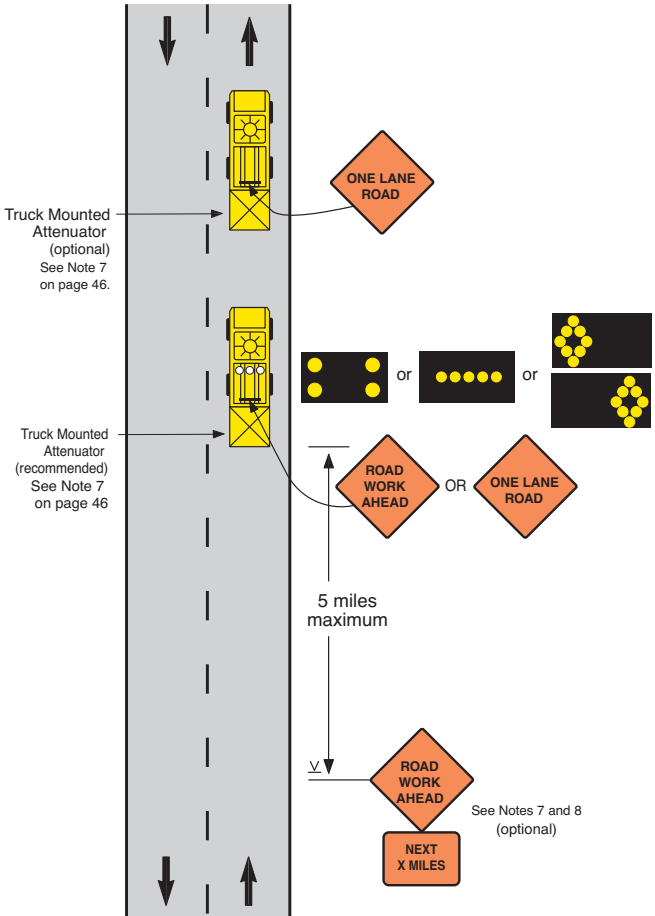 ONE LANE
ROAD
Truck Mounted
Attenuator
(optional)
See Note 7
on page 46.
or
or
Truck Mounted
Attenuator
(recommended)
See Note 7
on page 46
ROAD
WORK
AHEAD
OR
ONE LANE
ROAD
5 miles
maximum
ROAD
WORK
AHEAD
See Notes 7 and 8
(optional)
NEXT
X MILES